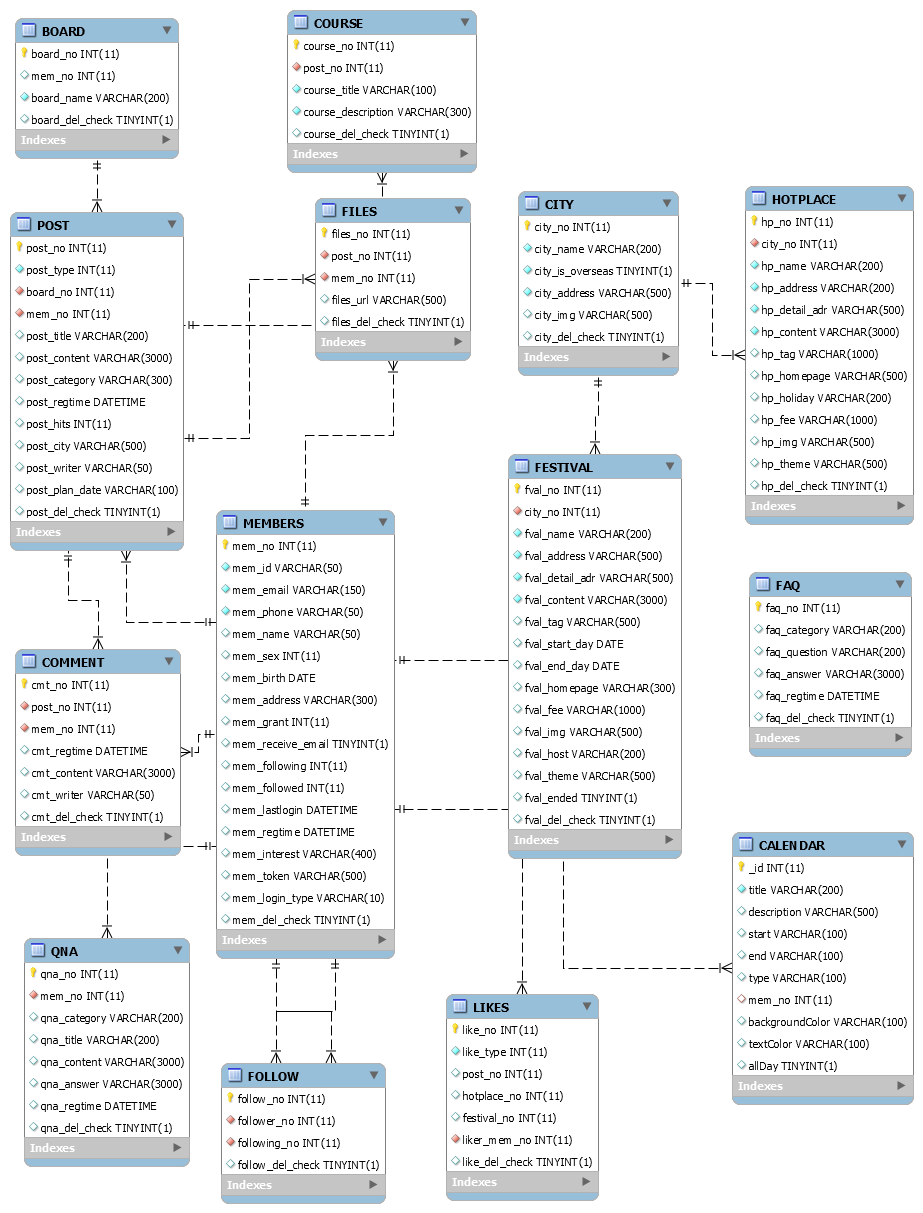 BOARD
board_no INT(11)
mem_no INT(11)
board_name VARCHAR(200)
board_del_check TINYINT(1)
Indexes
COURSE
course_no INT(11)
post_no INT(11)
course_title VARCHAR(100)
course_description VARCHAR(300)
course_del_check TINYINT(1)
Indexes
POST
post_no INT(11)
post_type INT(11)
board_no INT(11)
mem_no INT(11)
post_title VARCHAR(200)
post_content VARCHAR(3000)
post_category VARCHAR(300)
post_regtime DATETIME
post_hits INT(11)
post_city VARCHAR(500)
post_writer VARCHAR(50)
post_plan_date VARCHAR(100)
post_del_check TINYINT(1)
Indexes
FILES
files_no INT(11)
post_no INT(11)
mem_no INT(11)
files_url VARCHAR(500)
files_del_check TINYINT(1)
Indexes
CITY
city_no INT(11)
city_name VARCHAR(200)
city_is_overseas TINYINT(1)
city_address VARCHAR(500)
city_img VARCHAR(500)
city_del_check TINYINT(1)
Indexes
HOTPLACE
hp_no INT(11)
city_no INT(11)
hp_name VARCHAR(200)
hp_address VARCHAR(200)
hp_detail_adr VARCHAR(500)
hp_content VARCHAR(3000)
hp_tag VARCHAR(1000)
hp_homepage VARCHAR(500)
hp_holiday VARCHAR(200)
hp_fee VARCHAR(1000)
hp_img VARCHAR(500)
hp_theme VARCHAR(500)
hp_del_check TINYINT(1)
Indexes
FESTIVAL
fval_no INT(11)
city_no INT(11)
fval_name VARCHAR(200)
fval_address VARCHAR(500)
fval_detail_adr VARCHAR(500)
fval_content VARCHAR(3000)
fval_tag VARCHAR(500)
fval_start_day DATE
fval_end_day DATE
fval_homepage VARCHAR(300)
fval_fee VARCHAR(1000)
fval_img VARCHAR(500)
fval_host VARCHAR(200)
fval_theme VARCHAR(500)
fval_ended TINYINT(1)
fval_del_check TINYINT(1)
Indexes
MEMBERS
mem_no INT(11)
mem_id VARCHAR(50)
mem_email VARCHAR(150)
mem_phone VARCHAR(50)
mem_name VARCHAR(50)
mem_sex INT(11)
mem_birth DATE
mem_address VARCHAR(300)
mem_grant INT(11)
mem_receive_email TINYINT(1)
mem_following INT(11)
mem_followed INT(11)
mem_lastlogin DATETIME
mem_regtime DATETIME
mem_interest VARCHAR(400)
mem_token VARCHAR(500)
mem_login_type VARCHAR(10)
mem_del_check TINYINT(1)
Indexes
FAQ
faq_no INT(11)
faq_category VARCHAR(200)
faq_question VARCHAR(200)
faq_answer VARCHAR(3000)
faq_regtime DATETIME
faq_del_check TINYINT(1)
Indexes
COMMENT
cmt_no INT(11)
post_no INT(11)
mem_no INT(11)
cmt_regtime DATETIME
cmt_content VARCHAR(3000)
cmt_writer VARCHAR(50)
cmt_del_check TINYINT(1)
Indexes
CALENDAR
_id INT(11)
title VARCHAR(200)
description VARCHAR(500)
start VARCHAR(100)
end VARCHAR(100)
type VARCHAR(100)
mem_no INT(11)
backgroundColor VARCHAR(100)
textColor VARCHAR(100)
allDay TINYINT(1)
Indexes
QNA
qna_no INT(11)
mem_no INT(11)
qna_category VARCHAR(200)
qna_title VARCHAR(200)
qna_content VARCHAR(3000)
qna_answer VARCHAR(3000)
qna_regtime DATETIME
qna_del_check TINYINT(1)
Indexes
LIKES
like_no INT(11)
like_type INT(11)
post_no INT(11)
hotplace_no INT(11)
festival_no INT(11)
liker_mem_no INT(11)
like_del_check TINYINT(1)
Indexes
FOLLOW
follow_no INT(11)
follower_no INT(11)
following_no INT(11)
follow_del_check TINYINT(1)
Indexes